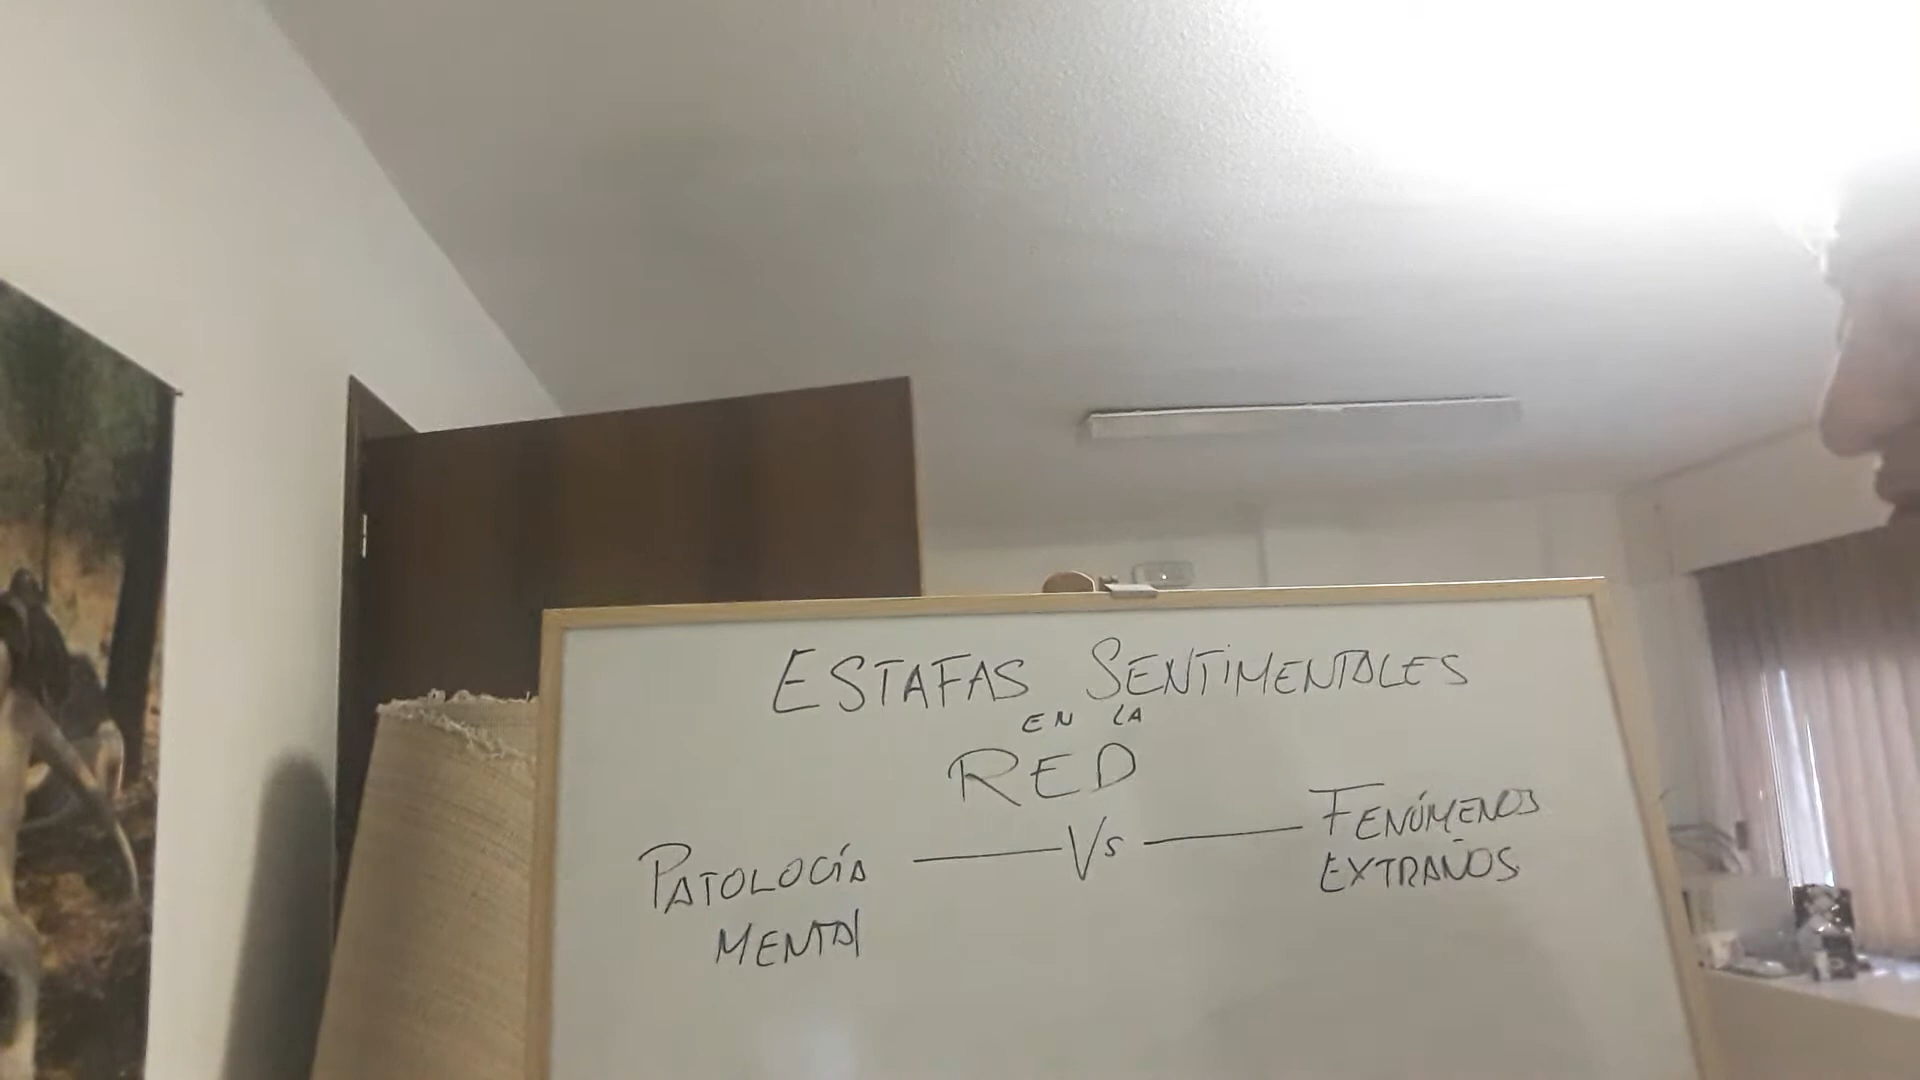 ESTAFAS SENTIMENTALES
EN LA
RED
PATOLOGÍA
MENTAL
Vs
FENÓMENOS
EXTRAÑOS